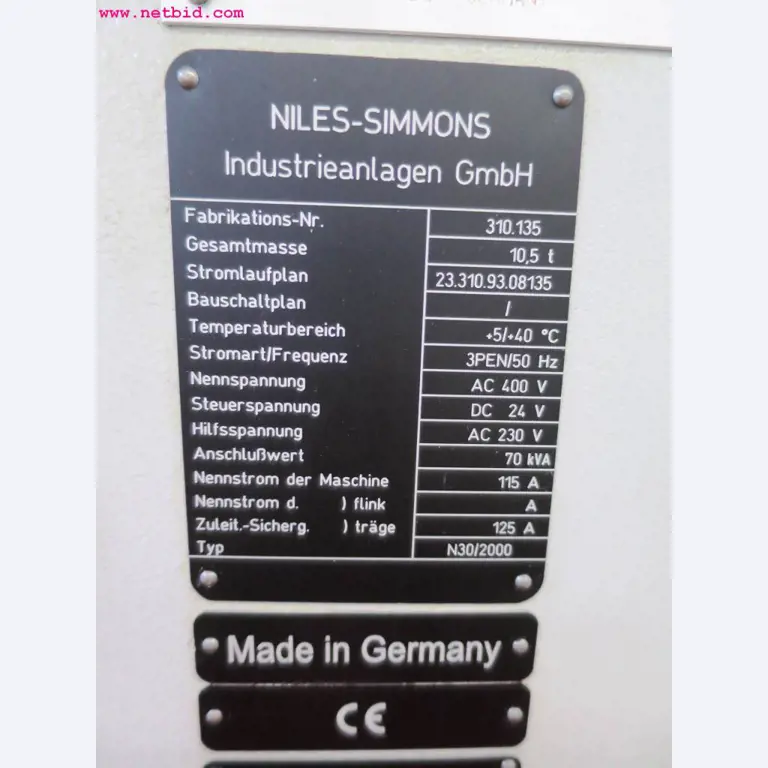 www.netbid.com
NILES-SIMMONS
Industrieanlagen GmbH
Fabrikations-Nr. 310.135
Gesamtmasse 10,5 t
Stromlaufplan 23.310.93.08135
Bauschaltplan /
Temperaturbereich +5/+40 °C
Stromart/Frequenz 3PEN/50 Hz
Nennspannung AC 400 V
Steuerspannung DC 24 V
Hilfsspannung AC 230 V
Anschlußwert 70 kVA
Nennstrom der Maschine 115 A
Nennstrom d. ) flink A
Zuleit.-Sicherg. ) träge 125 A
Typ N30/2000
Made in Germany
CE